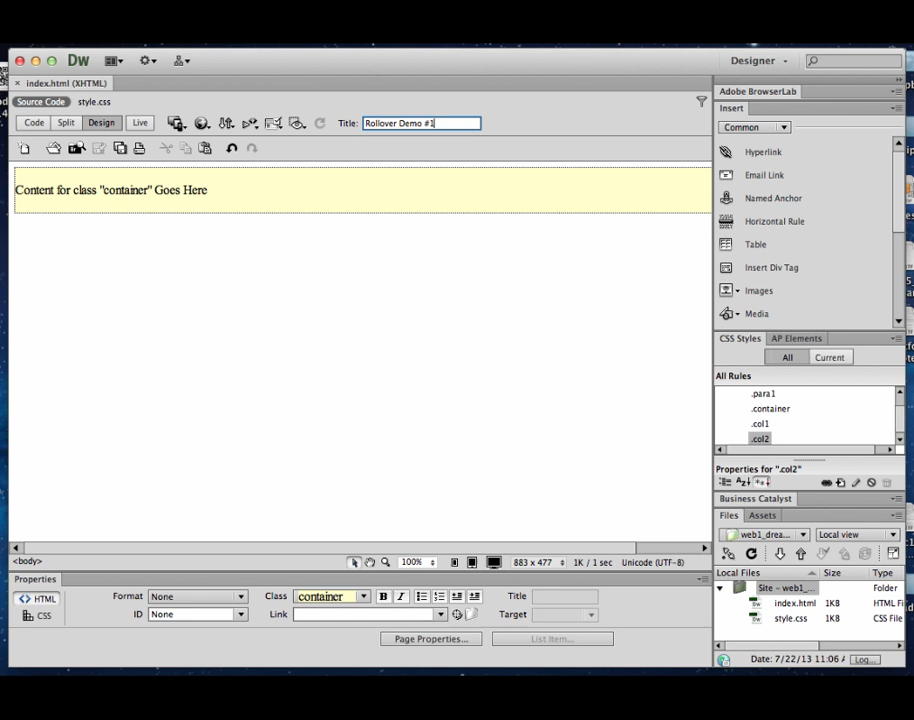 Dw
Designer
index.html (XHTML)
Source Code style.css
Code Split Design Live Title: Rollover Demo #1
Content for class "container" Goes Here
Adobe BrowserLab
Insert
Common
Hyperlink
Email Link
Named Anchor
Horizontal Rule
Table
Insert Div Tag
Images
Media
CSS Styles AP Elements
All Current
All Rules
.para1
.container
.col1
.col2
Properties for ".col2"
Business Catalyst
Files Assets
web1_drea... Local view
Local Files Size Type
Site – web1_... Folder
index.html 1KB HTML Fi
style.css 1KB CSS File
Date: 7/22/13 11:06 A Log...
<body> 100% 883 x 477 1K / 1 sec Unicode (UTF-8)
Properties
<> HTML Format None Class container B I Title
CSS ID None Link Target
Page Properties... List Item...